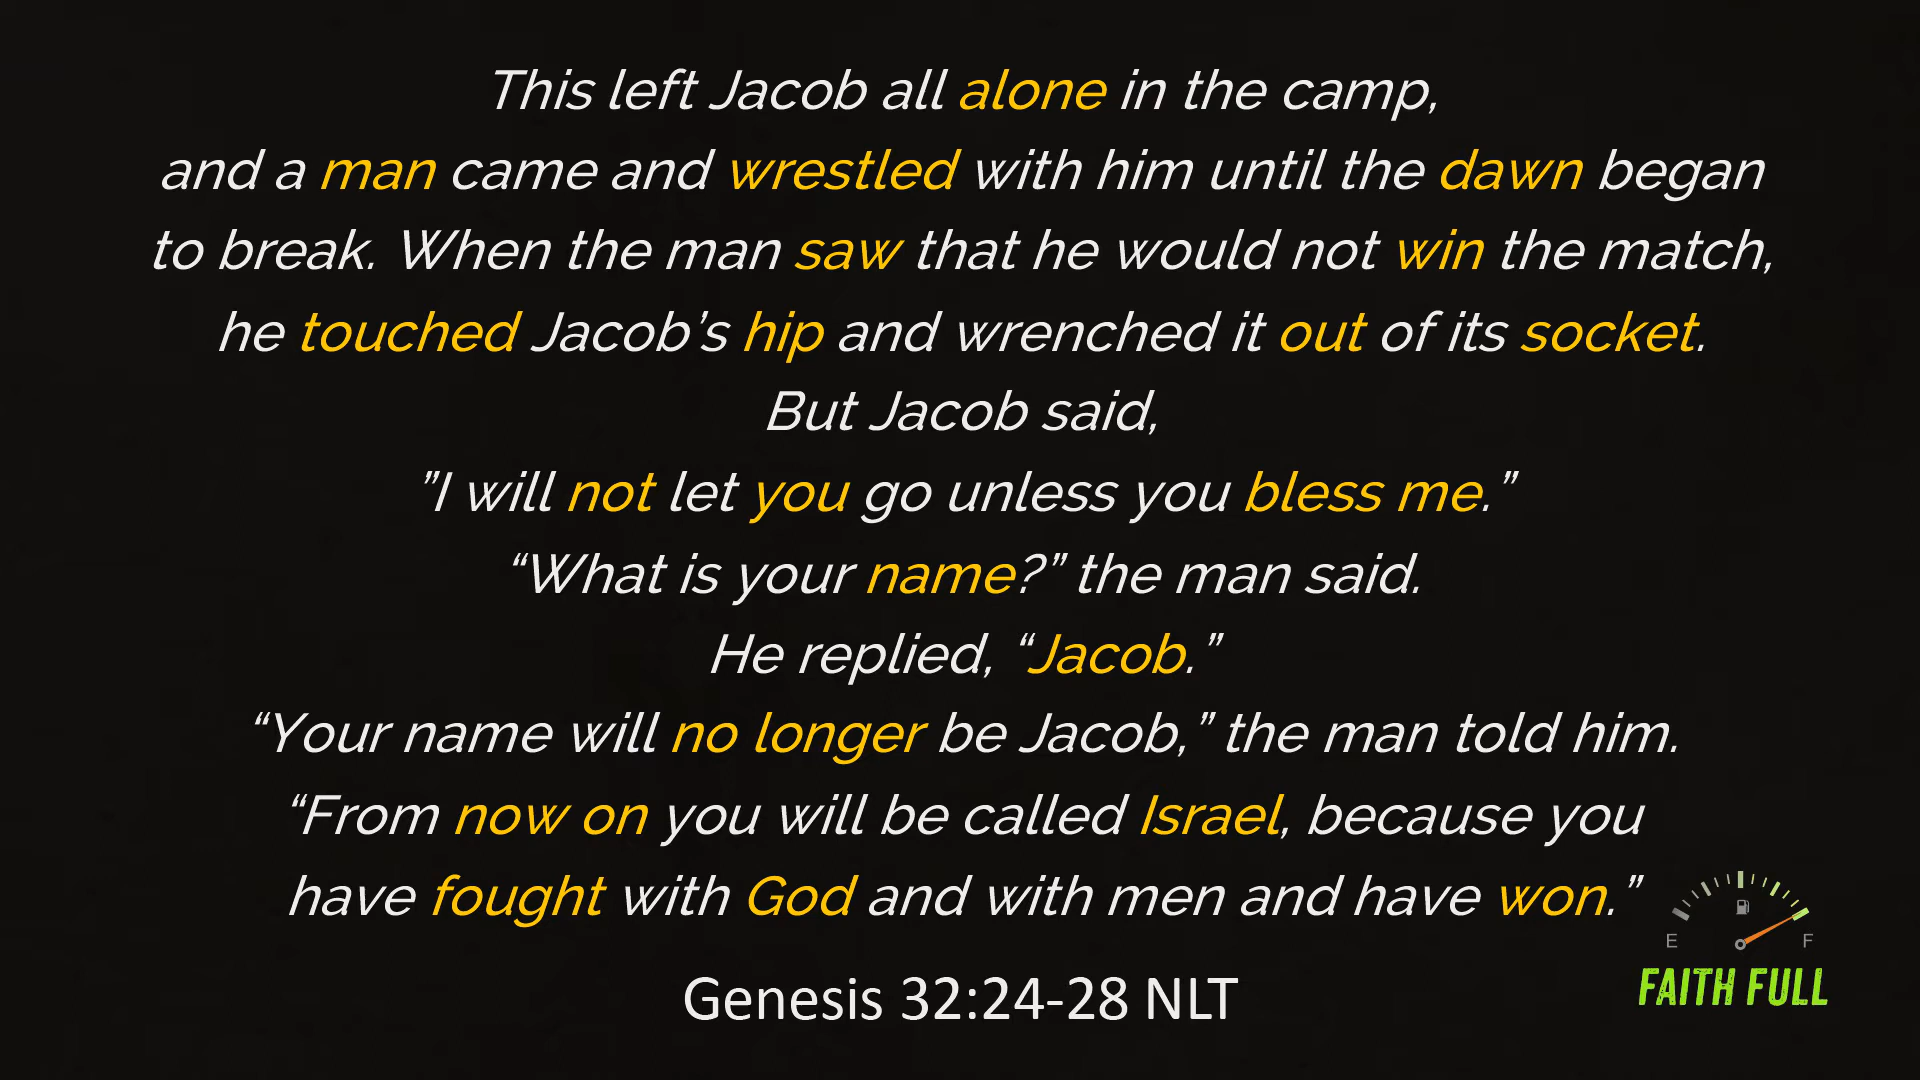 This left Jacob all alone in the camp,
and a man came and wrestled with him until the dawn began
to break. When the man saw that he would not win the match,
he touched Jacob’s hip and wrenched it out of its socket.
But Jacob said,
”I will not let you go unless you bless me.”
“What is your name?” the man said.
He replied, “Jacob.”
“Your name will no longer be Jacob,” the man told him.
“From now on you will be called Israel, because you
have fought with God and with men and have won.”
E F
FAITH FULL
Genesis 32:24-28 NLT